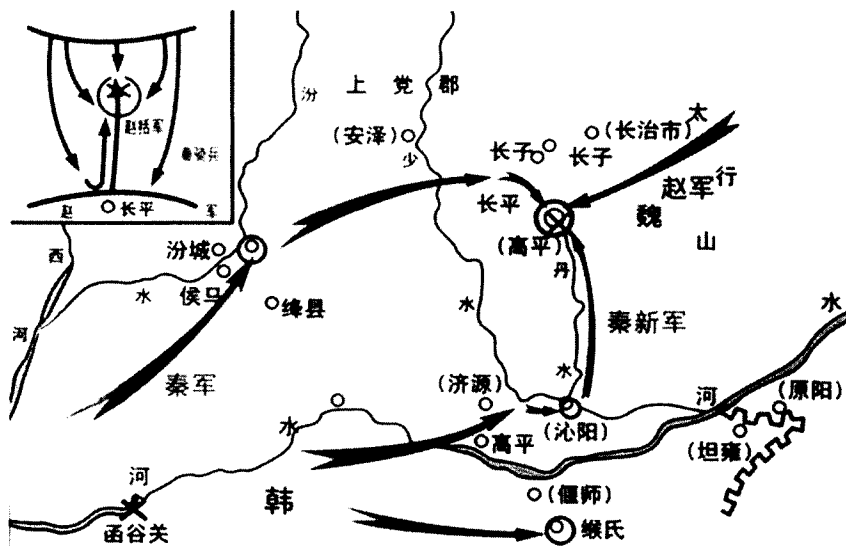 赵括军
秦骑兵
赵
长平
军
汾
上党郡
(安泽)
少
(长治市)
太
长子
长子
赵军
行
长平
魏
山
(高平)
丹
西
汾城
侯马
水
绛县
水
秦新军
水
河
秦军
(济源)
水
(沁阳)
河
(原阳)
水
高平
(坦雍)
河
韩
(偃师)
函谷关
缑氏